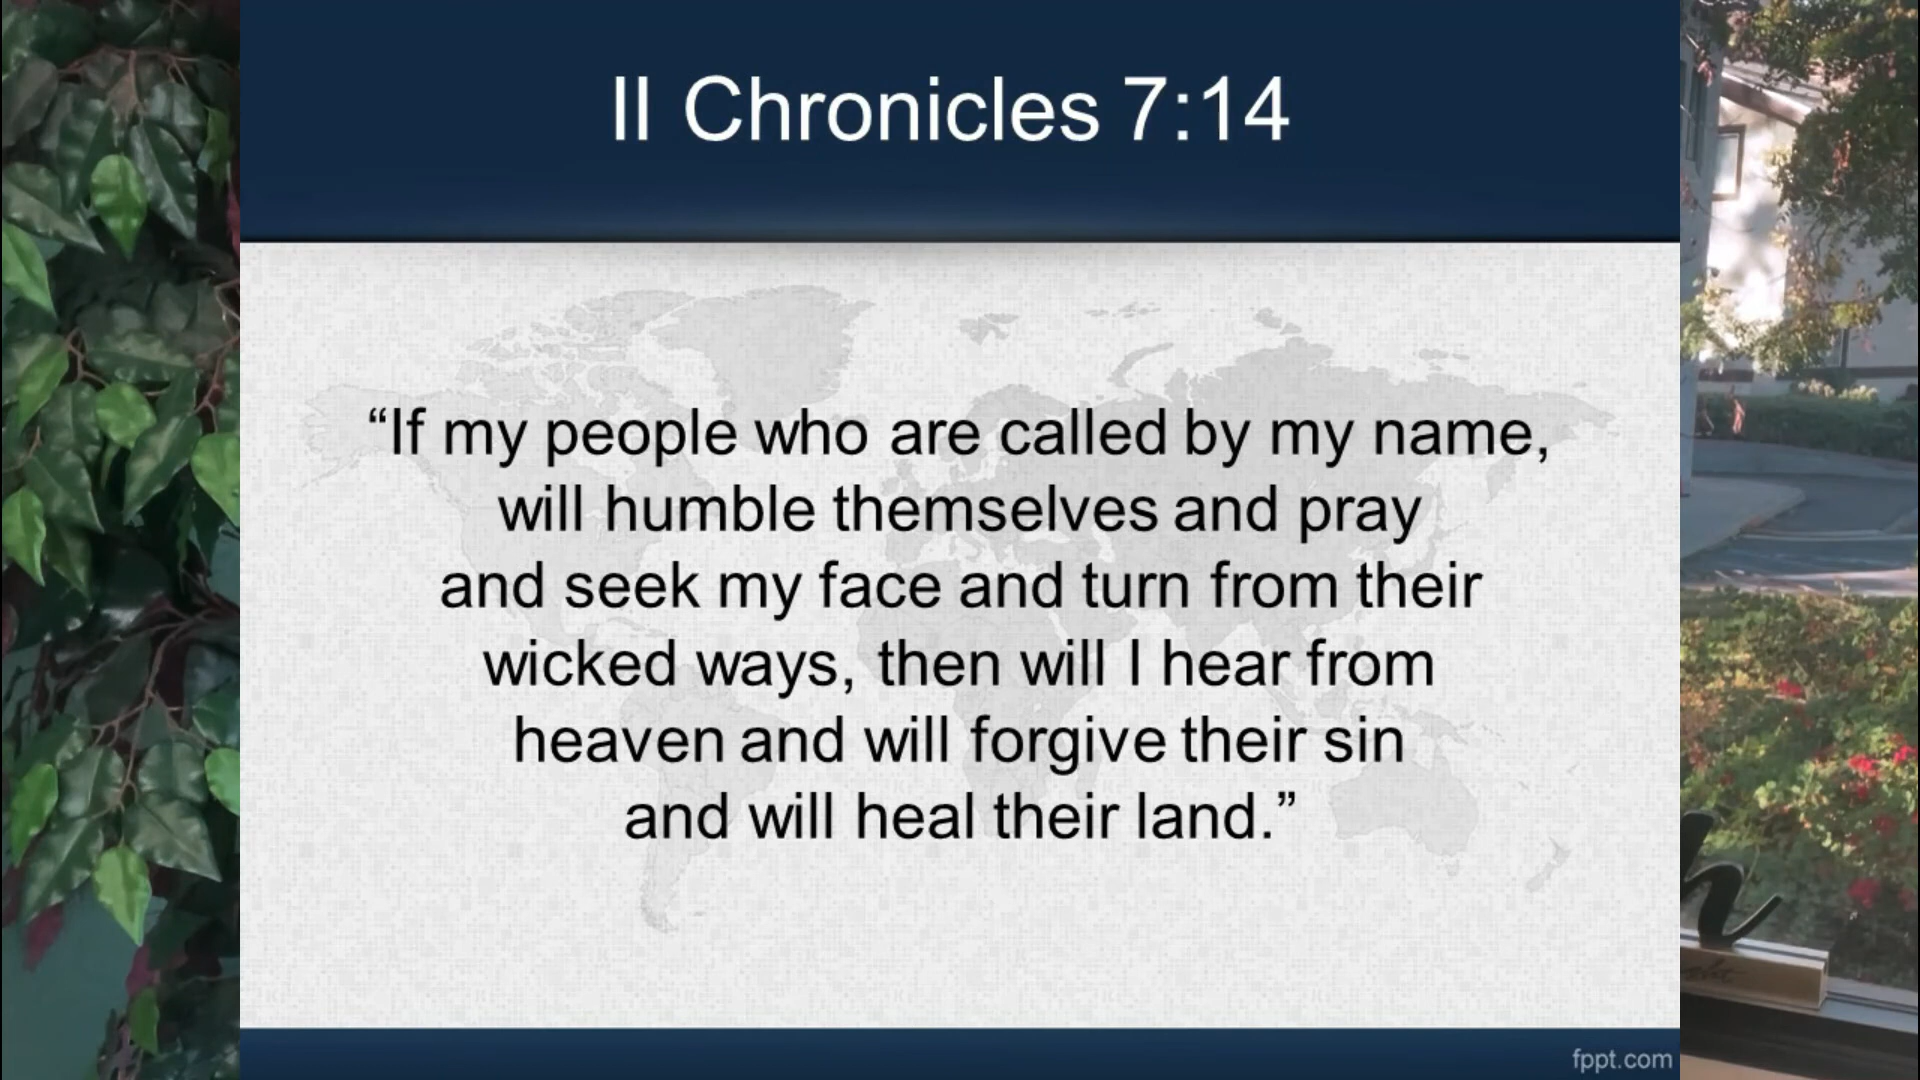 II Chronicles 7:14
“If my people who are called by my name,
will humble themselves and pray
and seek my face and turn from their
wicked ways, then will I hear from
heaven and will forgive their sin
and will heal their land.”
fppt.com